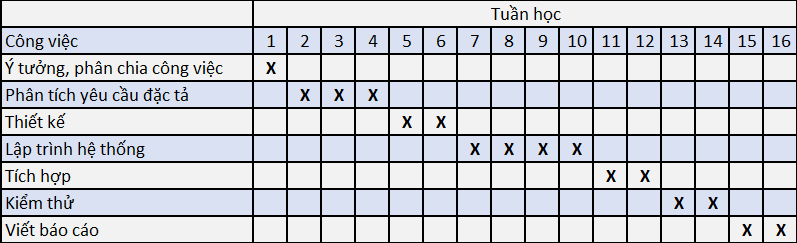 Tuần học
Công việc 1 2 3 4 5 6 7 8 9 10 11 12 13 14 15 16
Ý tưởng, phân chia công việc X
Phân tích yêu cầu đặc tả X X X
Thiết kế X X
Lập trình hệ thống X X X X
Tích hợp X X
Kiểm thử X X
Viết báo cáo X X